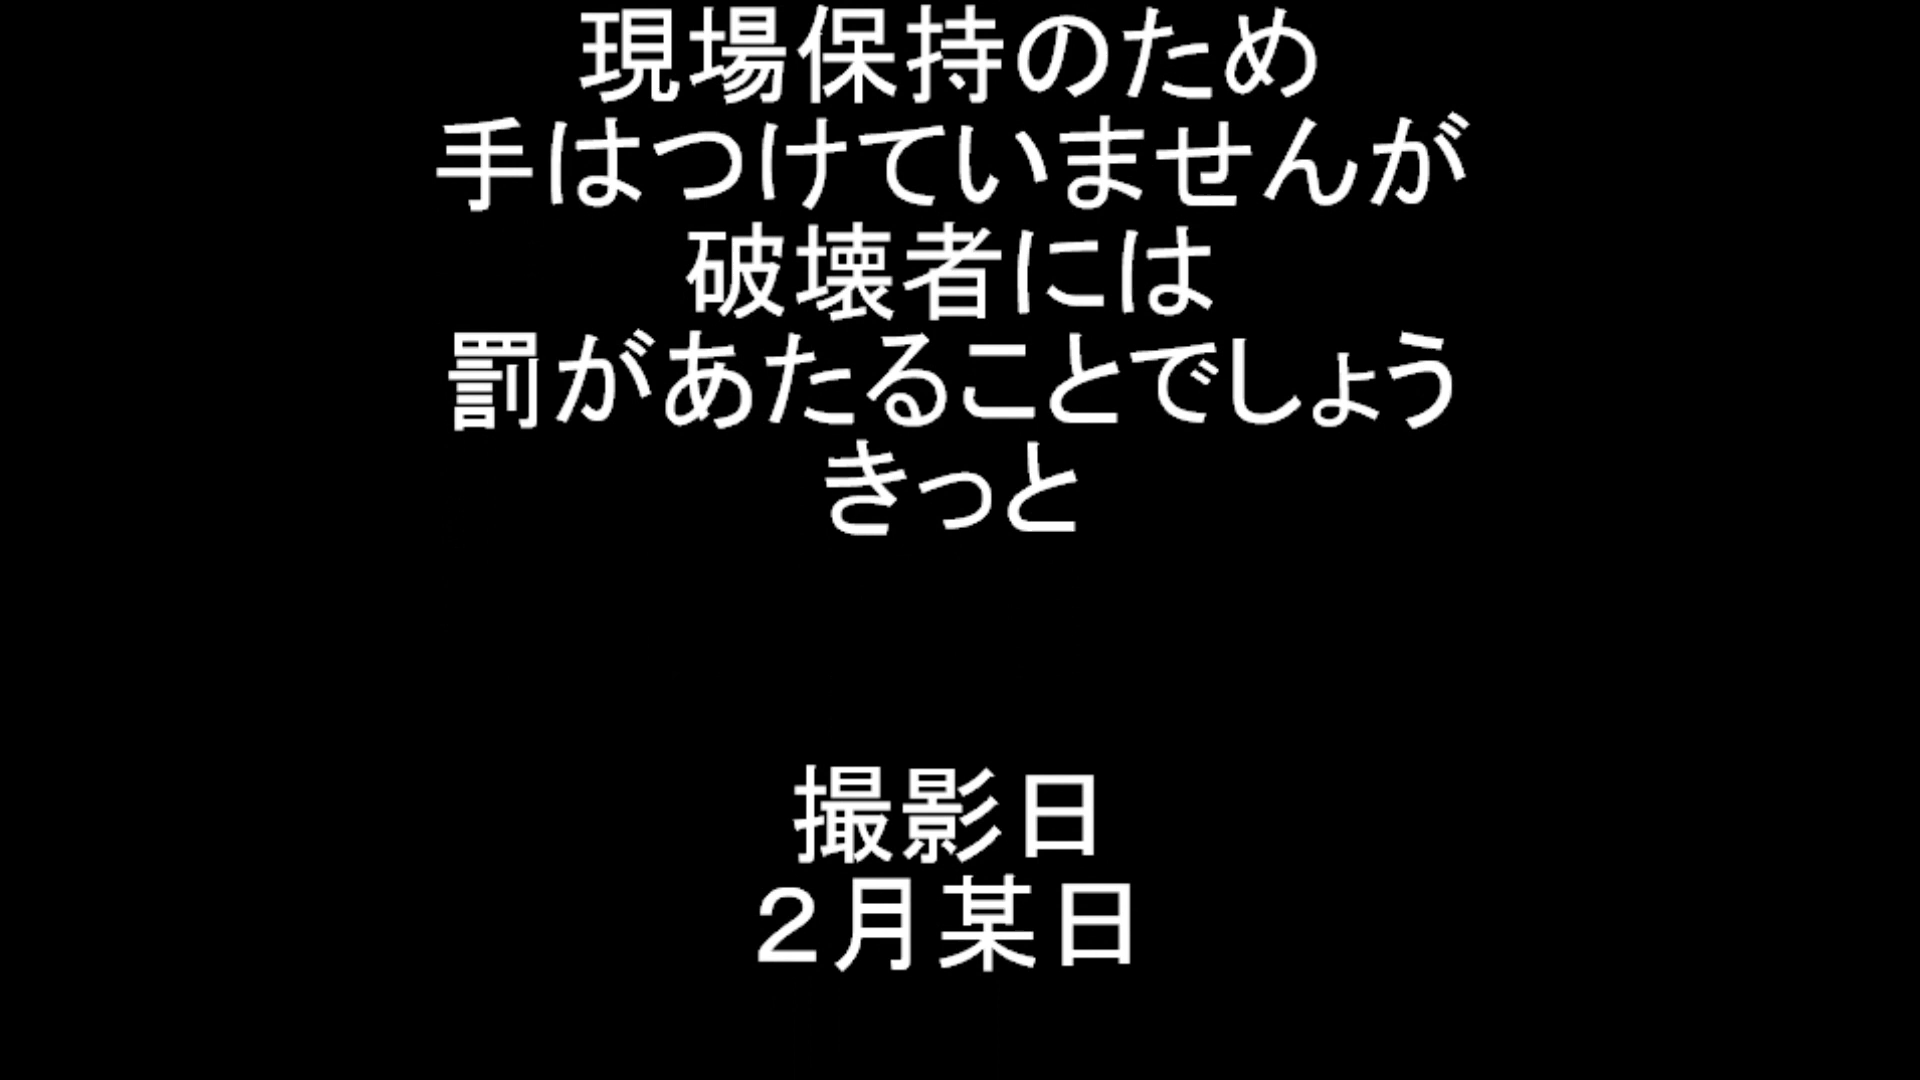 現場保持のため
手はつけていませんが
破壊者には
罰があたることでしょう
きっと
撮影日
２月某日